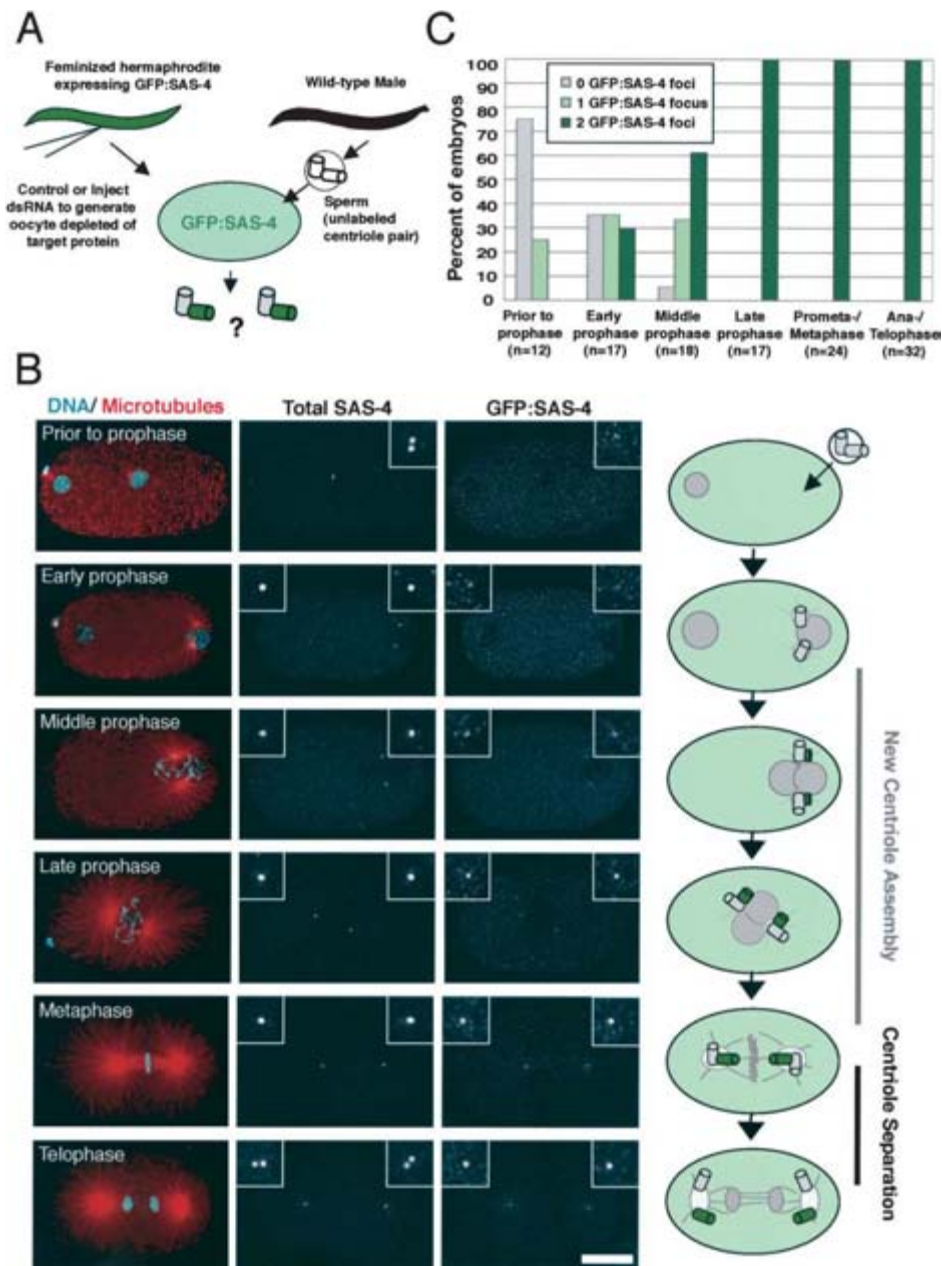 A
Feminized hermaphrodite
expressing GFP:SAS-4
Wild-type Male
Control or Inject
dsRNA to generate
oocyte depleted of
target protein
GFP:SAS-4
Sperm
(unlabeled
centriole pair)
?
C
Percent of embryos
100
90
80
70
60
50
40
30
20
10
0
0 GFP:SAS-4 foci
1 GFP:SAS-4 focus
2 GFP:SAS-4 foci
Prior to
prophase
(n=12)
Early
prophase
(n=17)
Middle
prophase
(n=18)
Late
prophase
(n=17)
Prometa-/
Metaphase
(n=24)
Ana-/
Telophase
(n=32)
B
DNA/ Microtubules
Total SAS-4
GFP:SAS-4
Prior to prophase
Early prophase
Middle prophase
Late prophase
Metaphase
Telophase
New Centriole Assembly
Centriole Separation